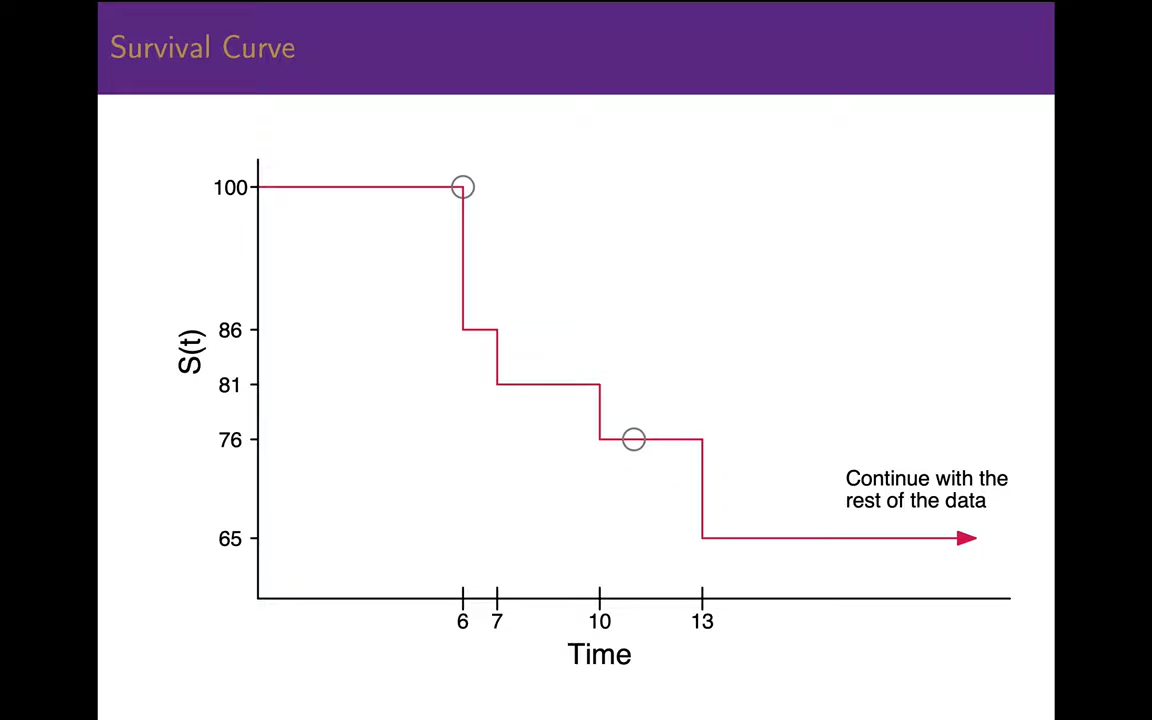 Survival Curve
100
86
81
76
65
S(t)
Continue with the
rest of the data
6 7 10 13
Time